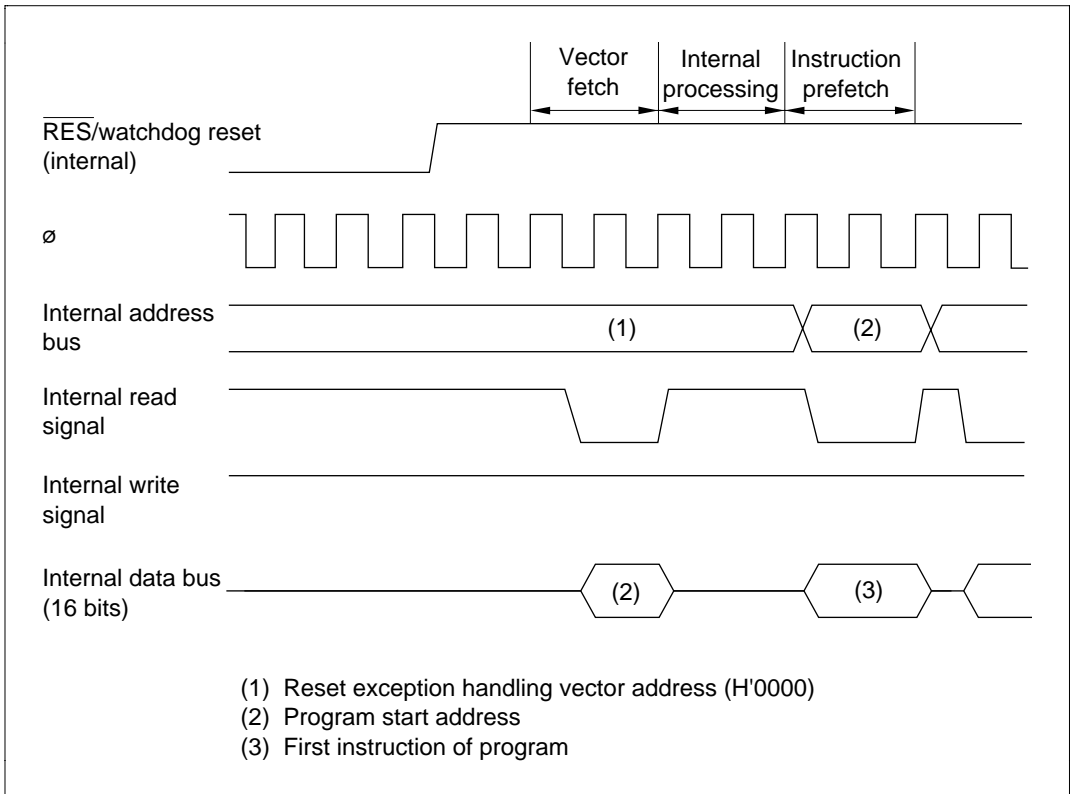 Vector
fetch
Internal
processing
Instruction
prefetch
RES/watchdog reset
(internal)
ø
Internal address
bus
(1)
(2)
Internal read
signal
Internal write
signal
Internal data bus
(16 bits)
(2)
(3)
(1) Reset exception handling vector address (H'0000)
(2) Program start address
(3) First instruction of program